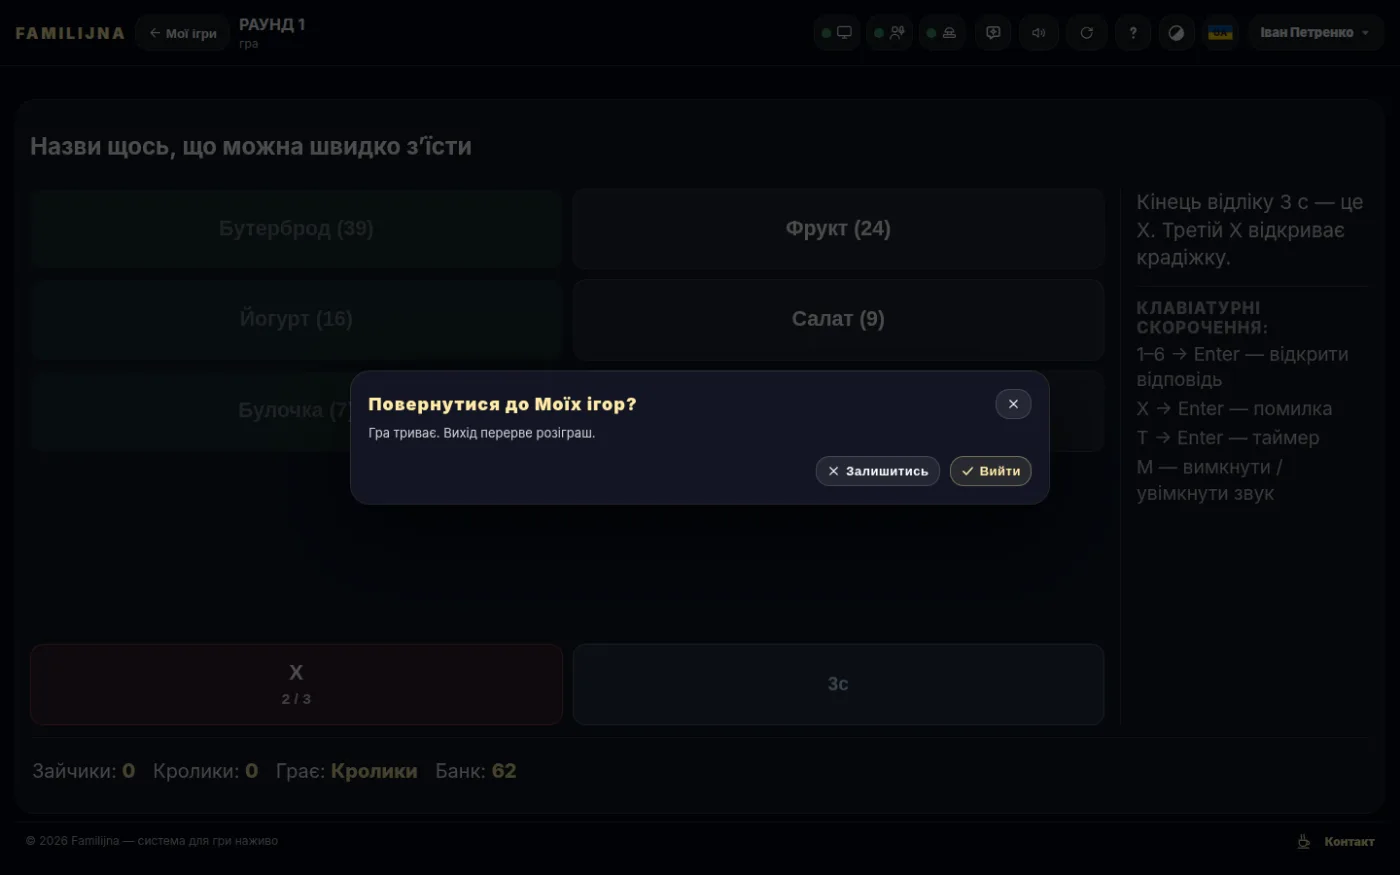 FAMILIJNA
← Мої ігри
РАУНД 1
гра
?
Іван Петренко
Назви щось, що можна швидко з’їсти
Бутерброд (39)
Фрукт (24)
Йогурт (16)
Салат (9)
Булочка (7)
Повернутися до Моїх ігор?
Гра триває. Вихід перерве розіграш.
Залишитись
Вийти
Кінець відліку 3 с — це
X. Третій X відкриває
крадіжку.
КЛАВІАТУРНІ
СКОРОЧЕННЯ:
1–6 → Enter — відкрити
відповідь
X → Enter — помилка
T → Enter — таймер
M — вимкнути /
увімкнути звук
X
2 / 3
3с
Зайчики: 0 Кролики: 0 Грає: Кролики Банк: 62
© 2026 Familijna — система для гри наживо
Контакт